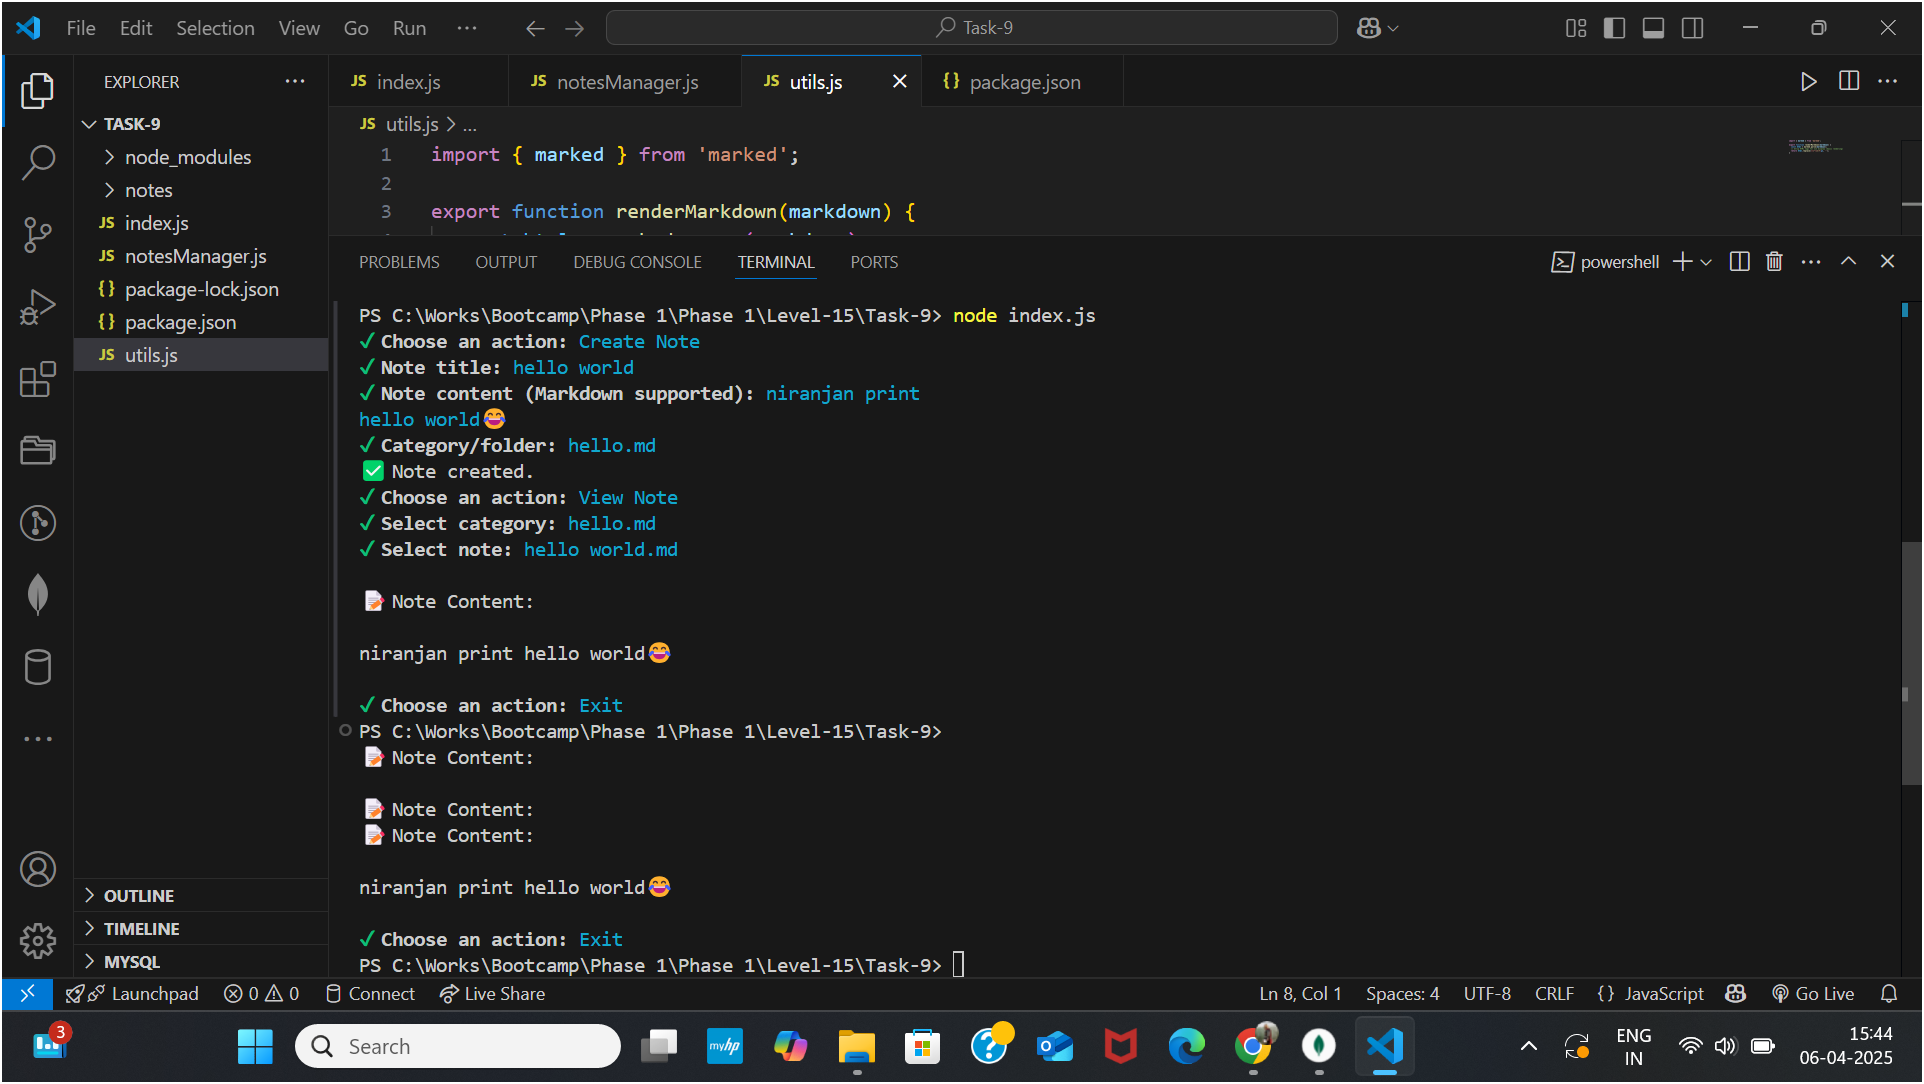 File Edit Selection View Go Run ··· Task-9
EXPLORER ···
TASK-9
node_modules
notes
JS index.js
JS notesManager.js
{} package-lock.json
{} package.json
JS utils.js
OUTLINE
TIMELINE
MYSQL
JS index.js JS notesManager.js JS utils.js {} package.json
JS utils.js > ...
1 import { marked } from 'marked';
2
3 export function renderMarkdown(markdown) {
PROBLEMS OUTPUT DEBUG CONSOLE TERMINAL PORTS powershell
PS C:\Works\Bootcamp\Phase 1\Phase 1\Level-15\Task-9> node index.js
✓ Choose an action: Create Note
✓ Note title: hello world
✓ Note content (Markdown supported): niranjan print
hello world😂
✓ Category/folder: hello.md
✅ Note created.
✓ Choose an action: View Note
✓ Select category: hello.md
✓ Select note: hello world.md
📝 Note Content:
niranjan print hello world😂
✓ Choose an action: Exit
PS C:\Works\Bootcamp\Phase 1\Phase 1\Level-15\Task-9>
📝 Note Content:
📝 Note Content:
📝 Note Content:
niranjan print hello world😂
✓ Choose an action: Exit
PS C:\Works\Bootcamp\Phase 1\Phase 1\Level-15\Task-9>
Launchpad 0 0 Connect Live Share Ln 8, Col 1 Spaces: 4 UTF-8 CRLF {} JavaScript Go Live
3 Search myhp ENG 15:44
IN 06-04-2025